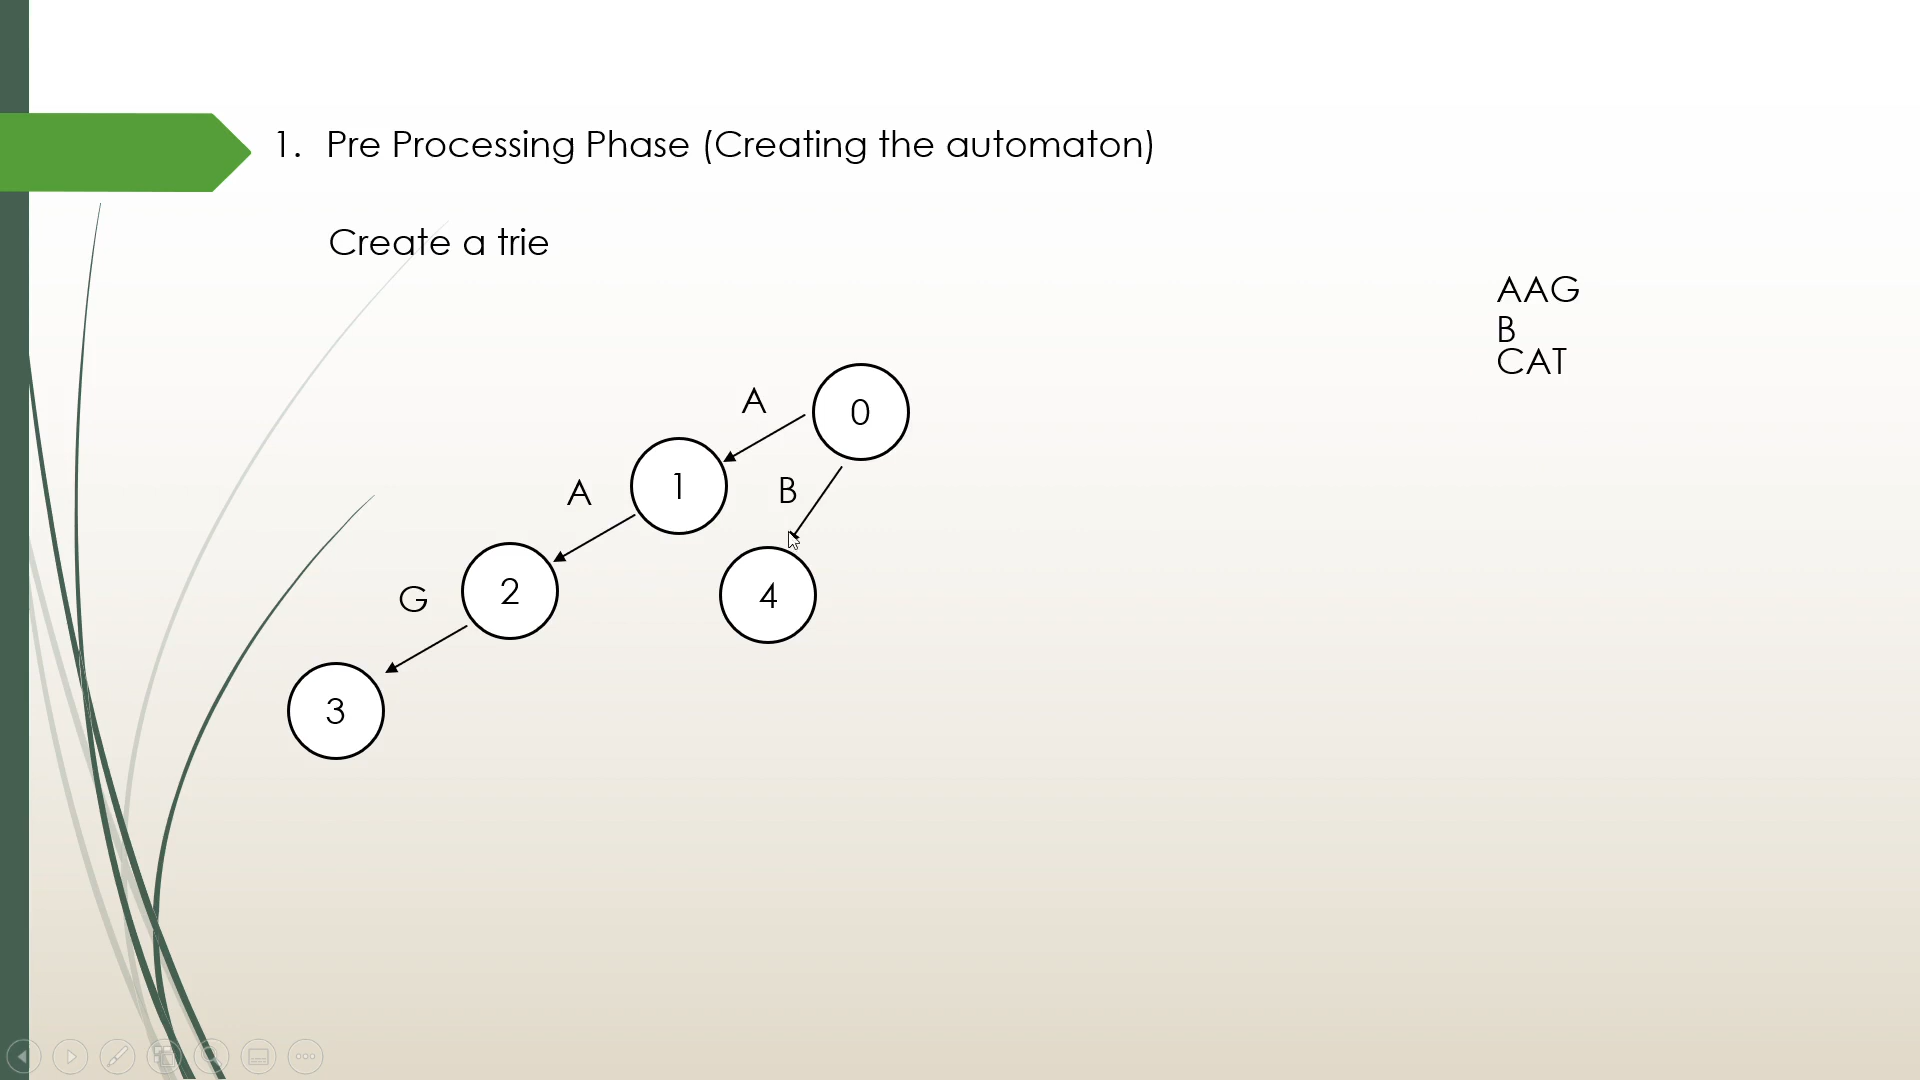 1. Pre Processing Phase (Creating the automaton)
Create a trie
AAG
B
CAT
A
0
A
1
B
G
2
4
3